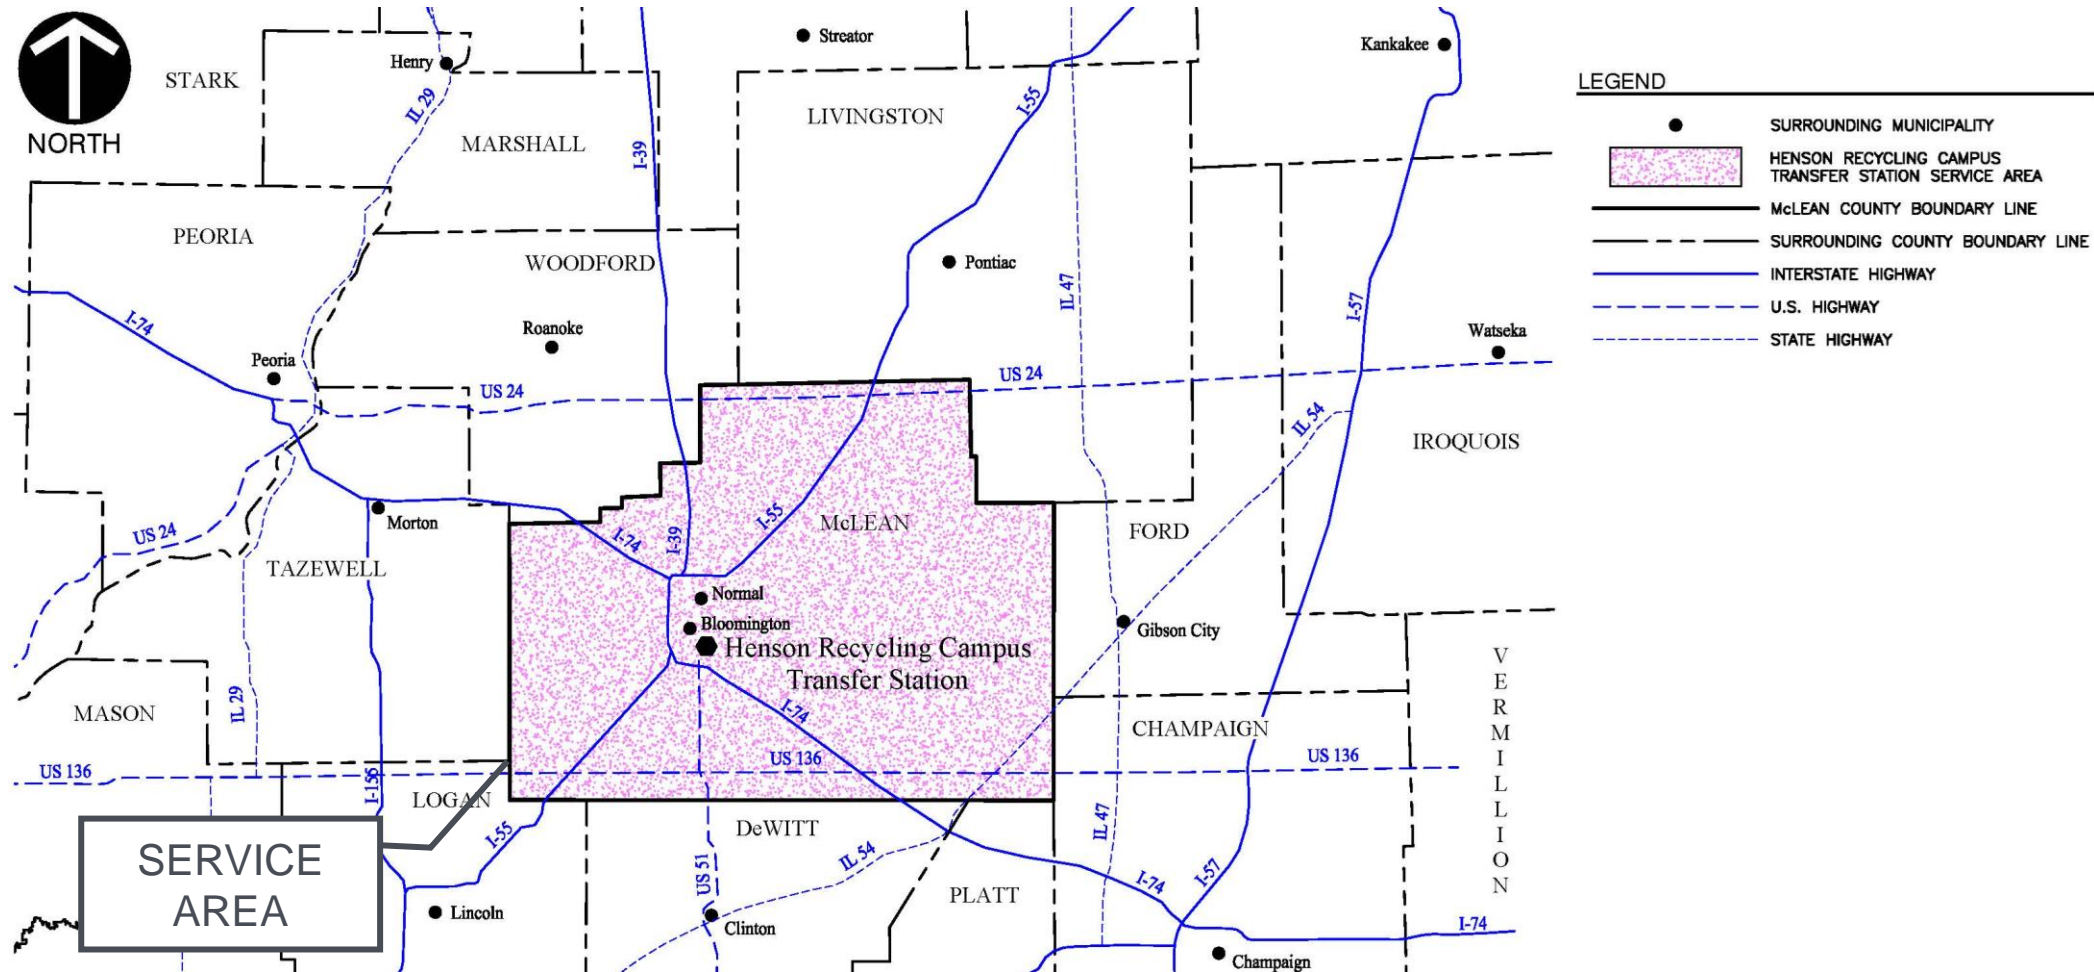 NORTH
STARK
Henry
IL 29
MARSHALL
I-39
Streator
LIVINGSTON
I-55
Kankakee
PEORIA
WOODFORD
Pontiac
IL 47
I-57
I-74
Roanoke
Peoria
Watseka
US 24
US 24
IL 54
IROQUOIS
Morton
US 24
TAZEWELL
I-74
I-39
I-55
McLEAN
FORD
Normal
Bloomington
Henson Recycling Campus
Transfer Station
Gibson City
MASON
IL 29
I-74
CHAMPAIGN
VERMILLION
US 136
I-155
LOGAN
US 136
US 136
I-55
DeWITT
US 51
IL 54
IL 47
PLATT
I-74
I-57
Lincoln
Clinton
I-74
Champaign
SERVICE
AREA
LEGEND
SURROUNDING MUNICIPALITY
HENSON RECYCLING CAMPUS
TRANSFER STATION SERVICE AREA
McLEAN COUNTY BOUNDARY LINE
SURROUNDING COUNTY BOUNDARY LINE
INTERSTATE HIGHWAY
U.S. HIGHWAY
STATE HIGHWAY